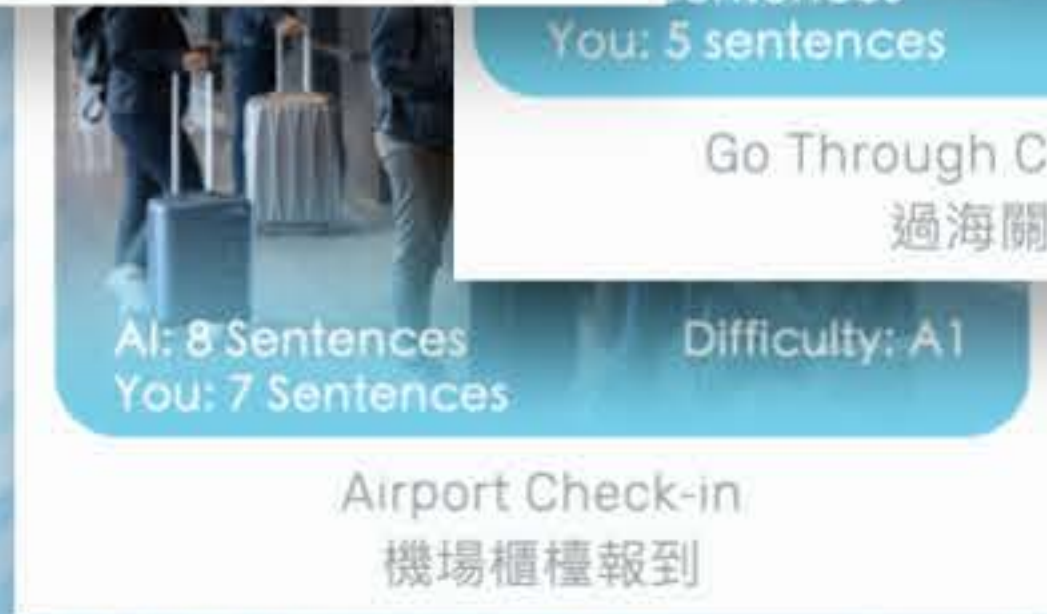 You: 5 sentences
Go Through
過海關
AI: 8 Sentences
You: 7 Sentences
Difficulty: A1
Airport Check-in
機場櫃檯報到